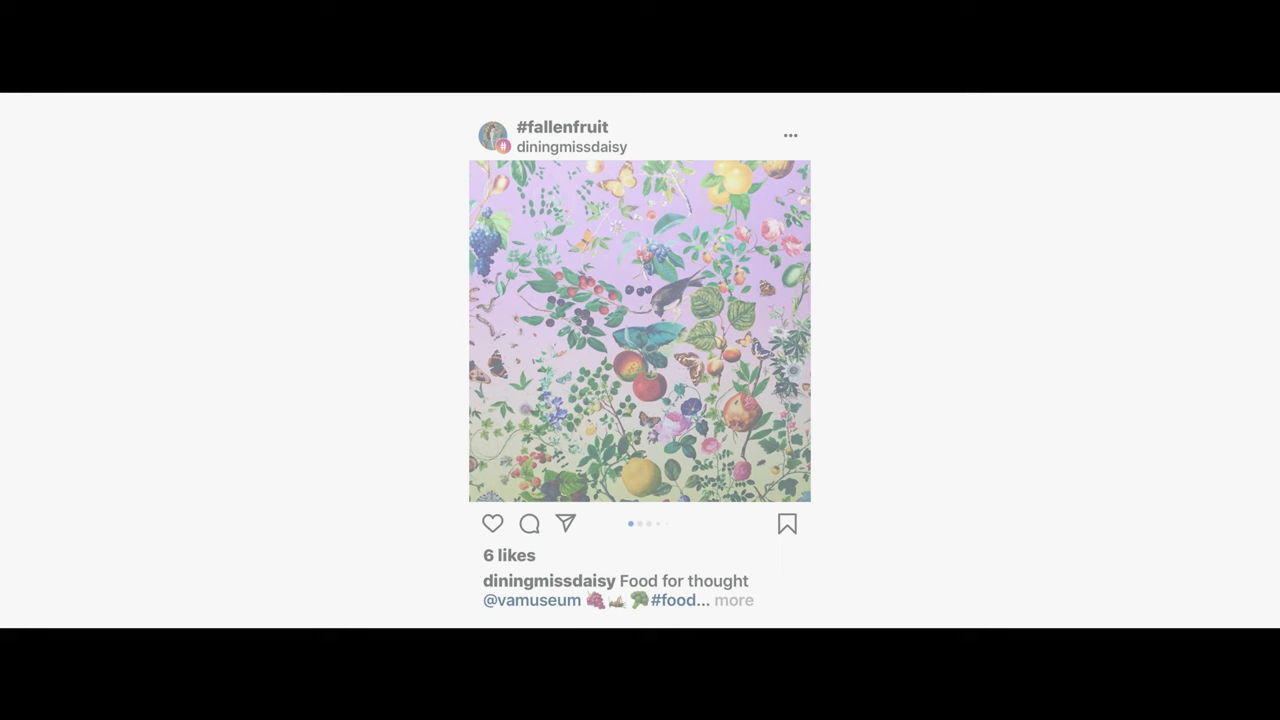 #fallenfruit
diningmissdaisy
6 likes
diningmissdaisy Food for thought
@vamuseum 🍇🦗🥦#food... more